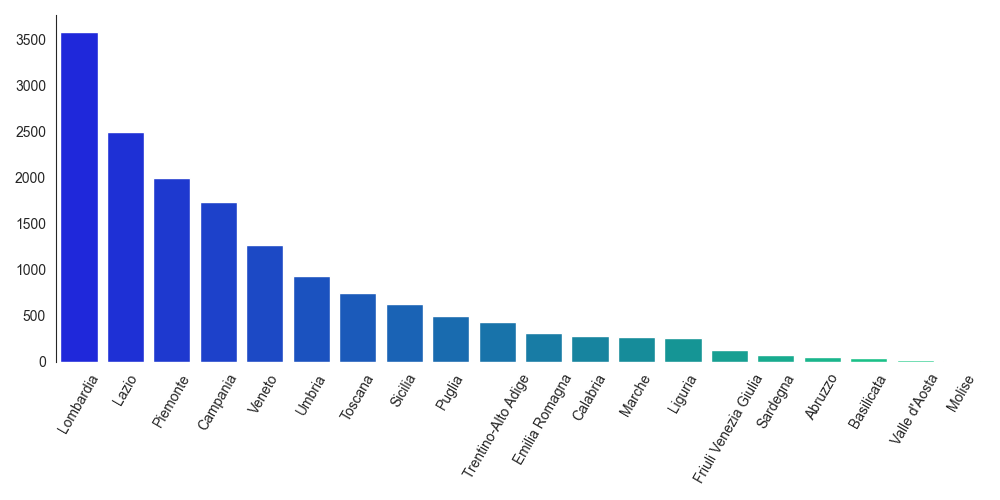 3500
3000
2500
2000
1500
1000
500
0
Lombardia
Lazio
Piemonte
Campania
Veneto
Umbria
Toscana
Sicilia
Puglia
Trentino-Alto Adige
Emilia Romagna
Calabria
Marche
Liguria
Friuli Venezia Giulia
Sardegna
Abruzzo
Basilicata
Valle d'Aosta
Molise